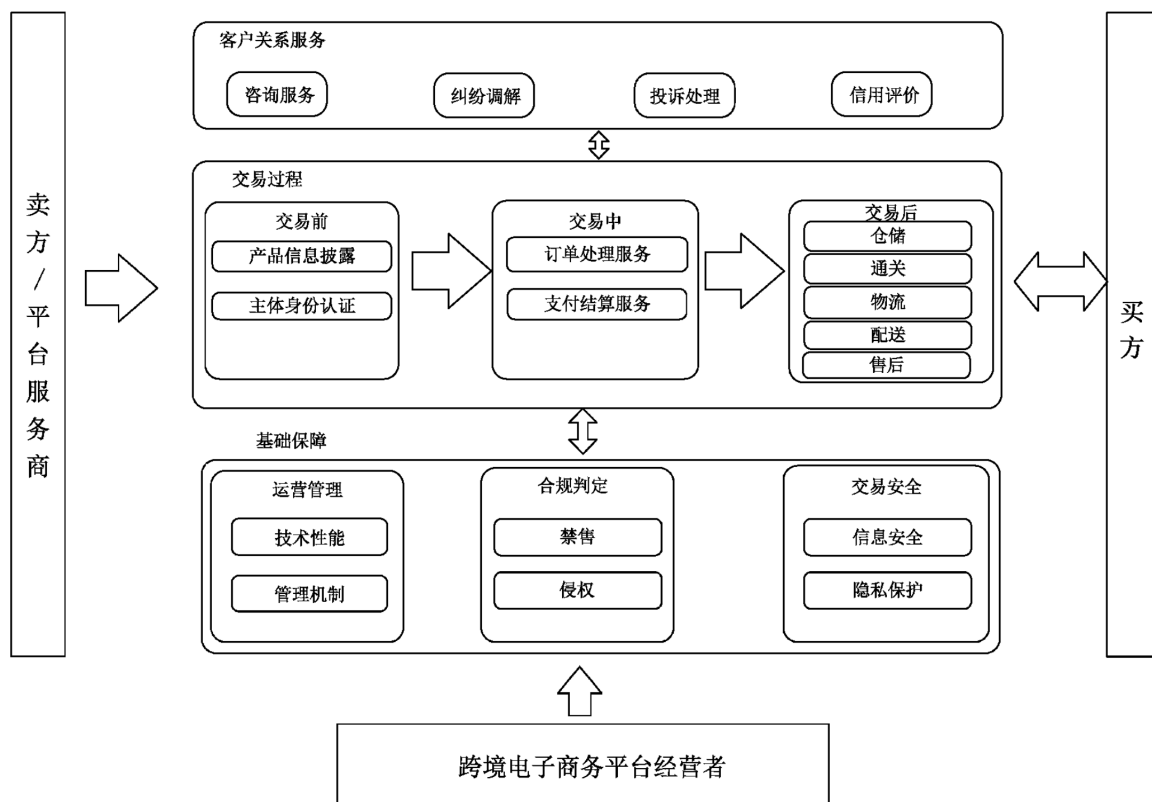 客户关系服务
咨询服务
纠纷调解
投诉处理
信用评价
卖方/平台服务商
交易过程
交易前
产品信息披露
主体身份认证
交易中
订单处理服务
支付结算服务
交易后
仓储
通关
物流
配送
售后
买方
基础保障
运营管理
技术性能
管理机制
合规判定
禁售
侵权
交易安全
信息安全
隐私保护
跨境电子商务平台经营者